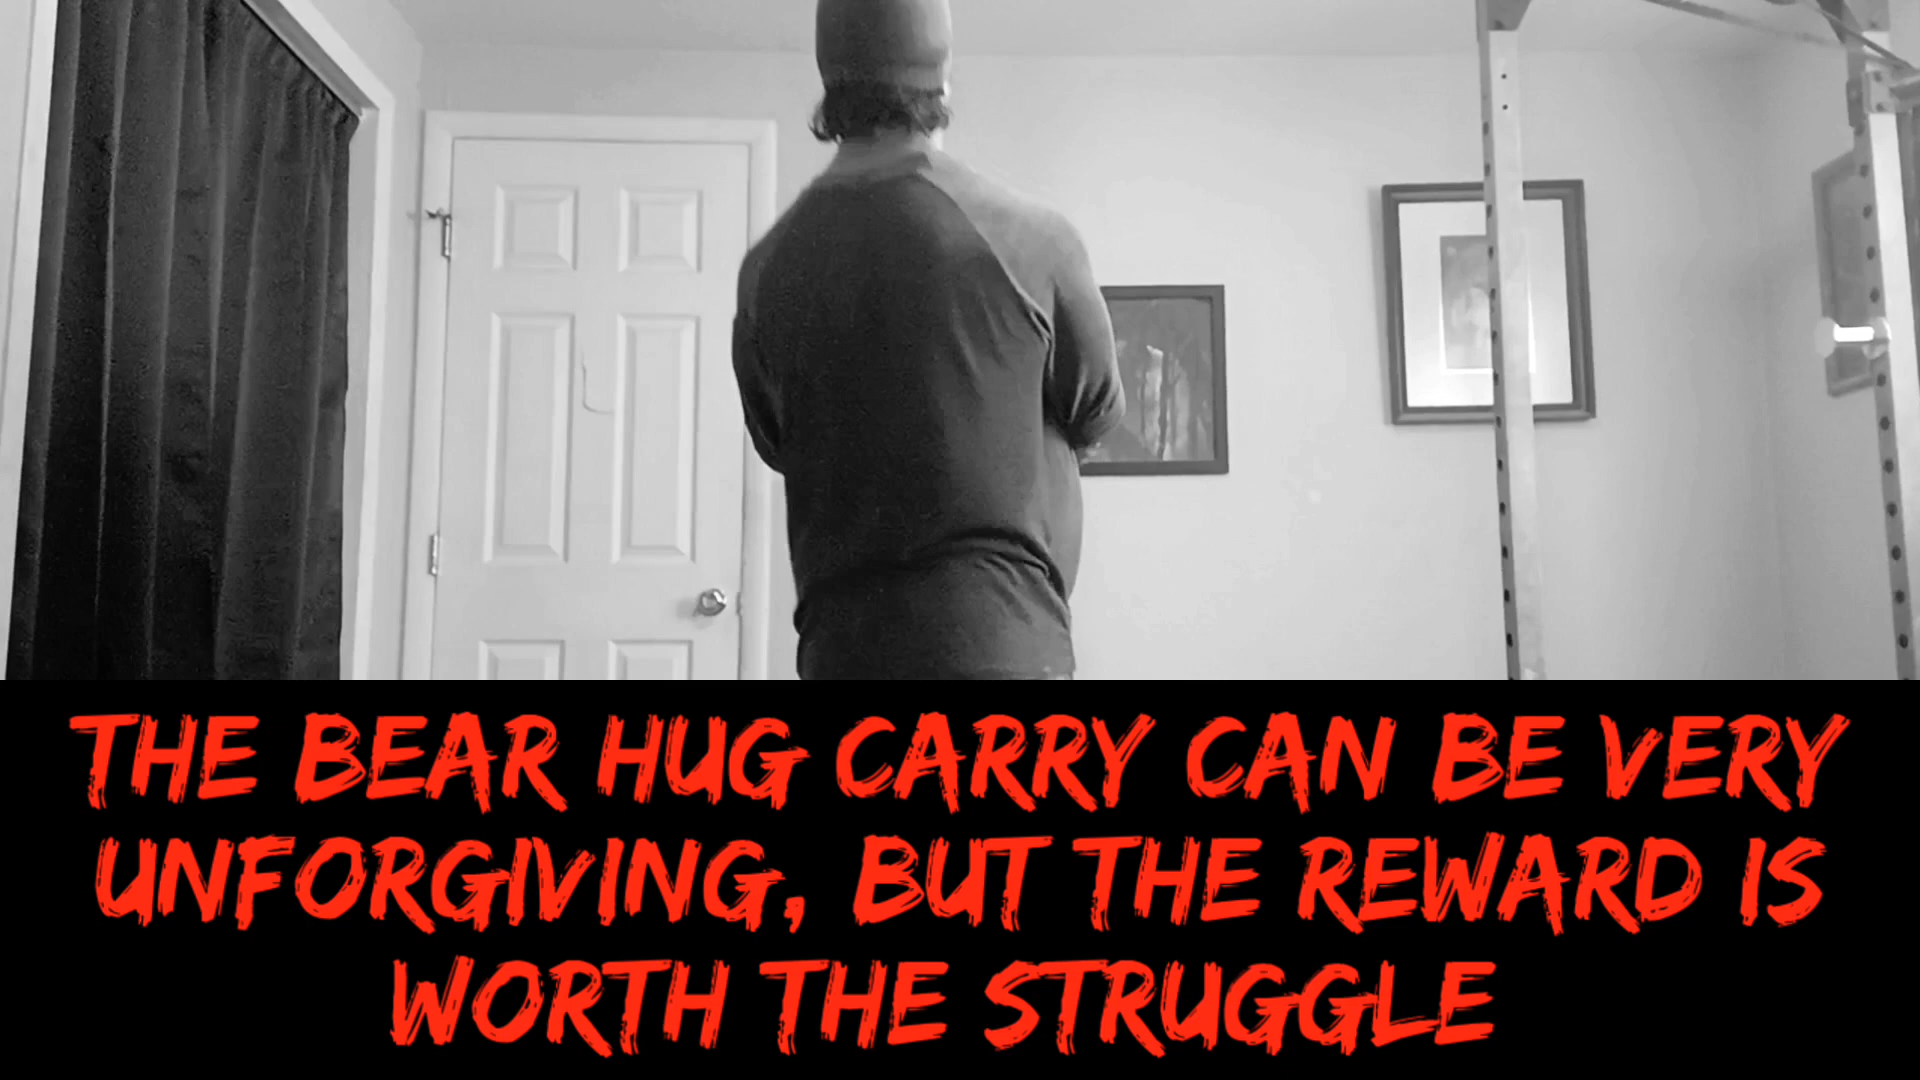 THE BEAR HUG CARRY CAN BE VERY
UNFORGIVING, BUT THE REWARD IS
WORTH THE STRUGGLE